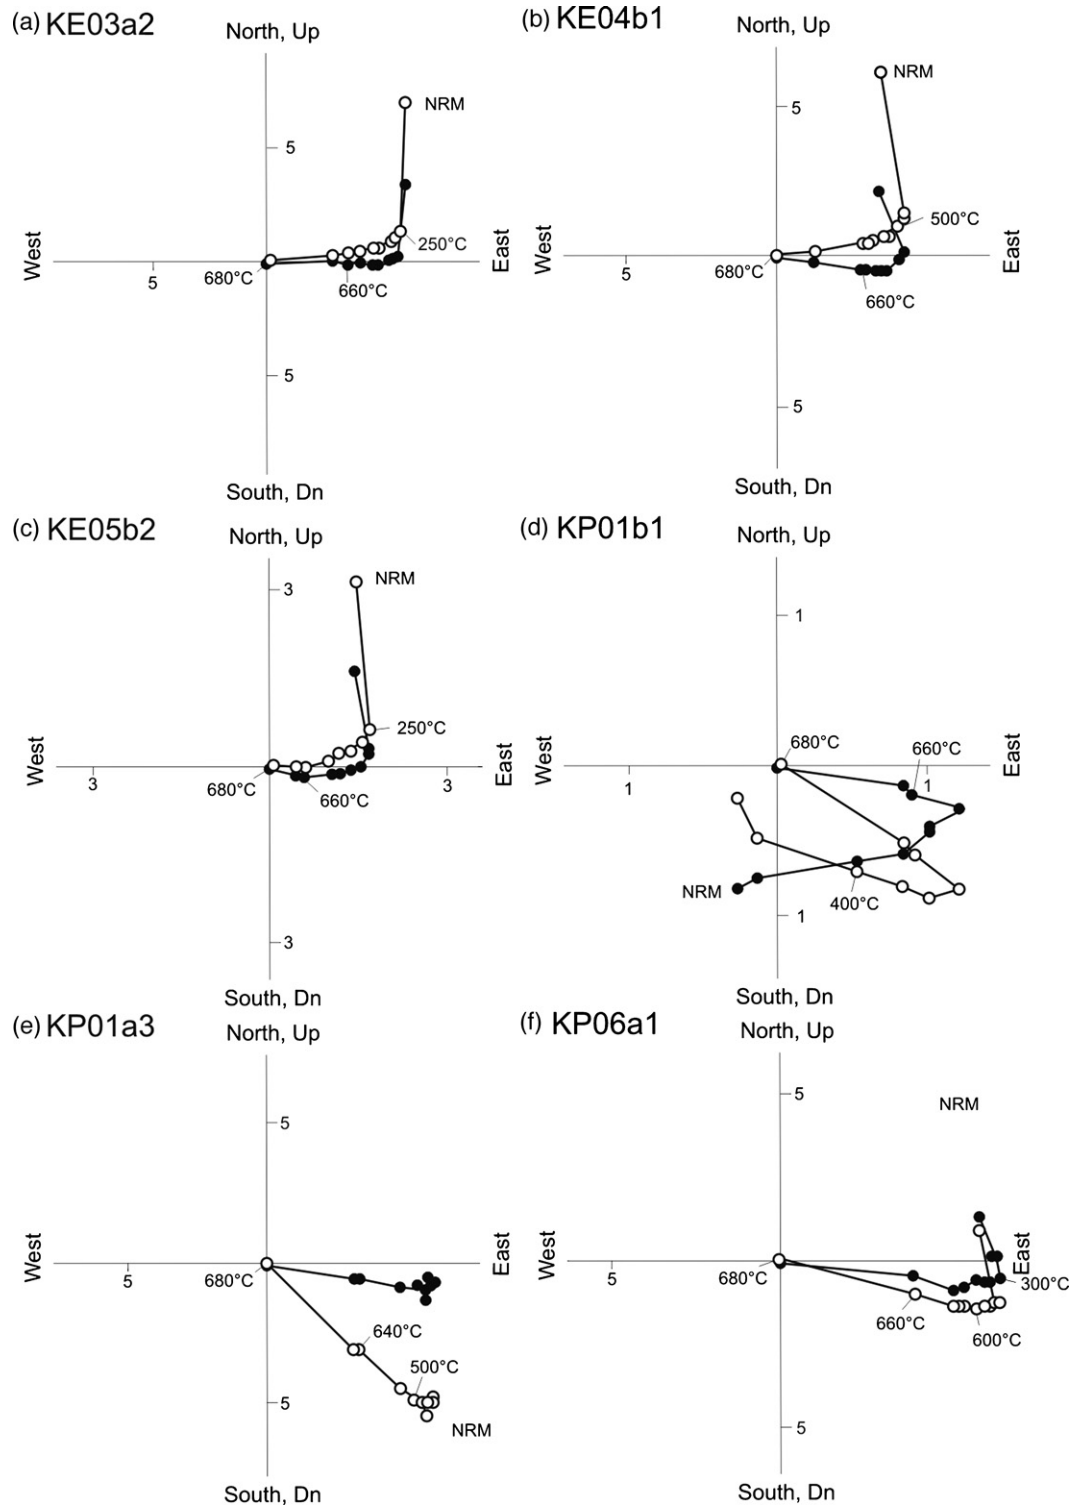 (a) KE03a2
North, Up
NRM
5
250°C
West
East
680°C
5
660°C
5
South, Dn
(b) KE04b1
North, Up
NRM
5
500°C
West
East
680°C
5
660°C
5
South, Dn
(c) KE05b2
North, Up
NRM
3
250°C
West
East
3
680°C
660°C
3
3
South, Dn
(d) KP01b1
North, Up
1
680°C
660°C
West
East
1
1
NRM
400°C
1
South, Dn
(e) KP01a3
North, Up
5
West
East
680°C
5
640°C
500°C
5
NRM
South, Dn
(f) KP06a1
North, Up
5
NRM
West
East
680°C
5
300°C
660°C
600°C
5
South, Dn